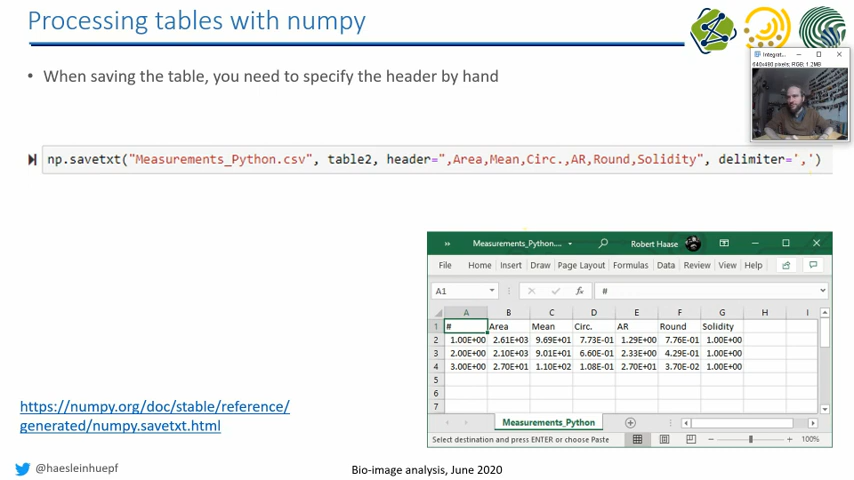 Processing tables with numpy
Integrat...
640x480 pixels; RGB; 1.2MB
• When saving the table, you need to specify the header by hand
np.savetxt("Measurements_Python.csv", table2, header=",Area,Mean,Circ.,AR,Round,Solidity", delimiter=',')
Measurements_Python.... Robert Haase
File Home Insert Draw Page Layout Formulas Data Review View Help
A1 fx #
A B C D E F G H I
1 # Area Mean Circ. AR Round Solidity
2 1.00E+00 2.61E+03 9.69E+01 7.73E-01 1.29E+00 7.76E-01 1.00E+00
3 2.00E+00 2.10E+03 9.01E+01 6.60E-01 2.33E+00 4.29E-01 1.00E+00
4 3.00E+00 2.70E+01 1.10E+02 1.08E-01 2.70E+01 3.70E-02 1.00E+00
5
6
7
Measurements_Python
Select destination and press ENTER or choose Paste 100%
https://numpy.org/doc/stable/reference/
generated/numpy.savetxt.html
@haesleinhuepf
Bio-image analysis, June 2020